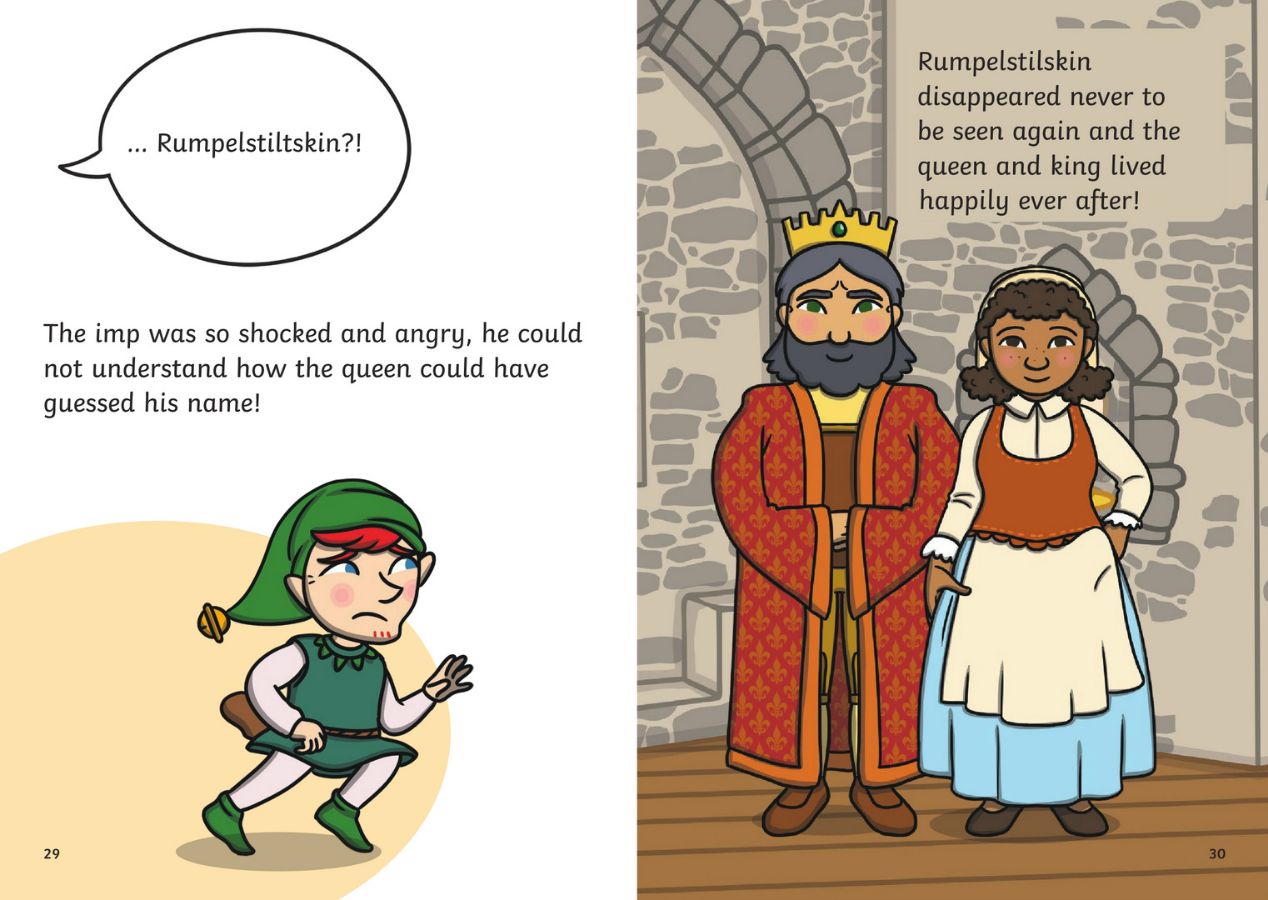 ... Rumpelstiltskin?!
The imp was so shocked and angry, he could
not understand how the queen could have
guessed his name!
29
Rumpelstilskin
disappeared never to
be seen again and the
queen and king lived
happily ever after!
30